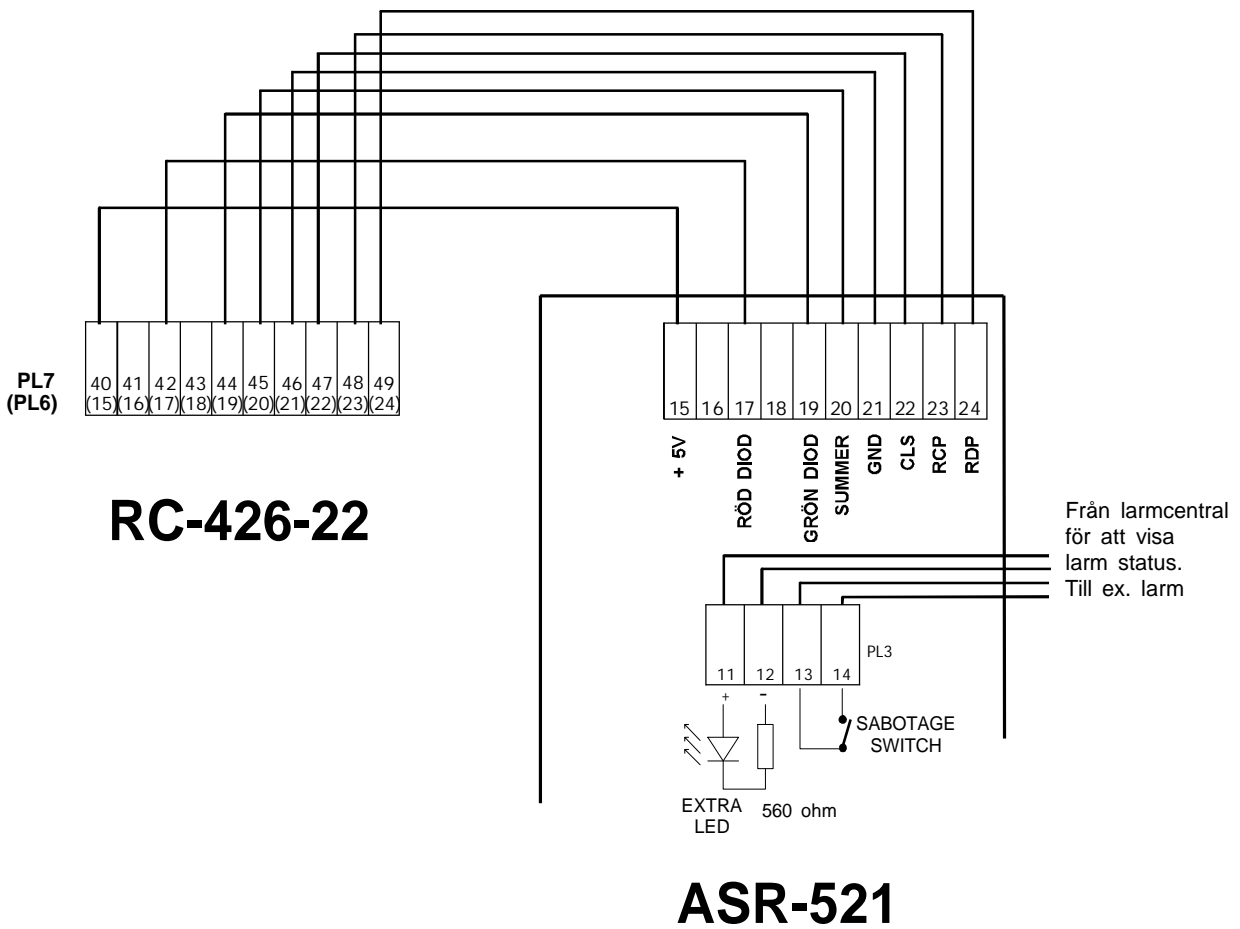 PL7
(PL6)
40 41 42 43 44 45 46 47 48 49
(15) (16) (17) (18) (19) (20) (21) (22) (23) (24)
RC-426-22
15 16 17 18 19 20 21 22 23 24
+ 5V
RÖD DIOD
GRÖN DIOD
SUMMER
GND
CLS
RCP
RDP
Från larmcentral
för att visa
larm status.
Till ex. larm
11 12 13 14
PL3
+ -
SABOTAGE
SWITCH
EXTRA
LED
560 ohm
ASR-521